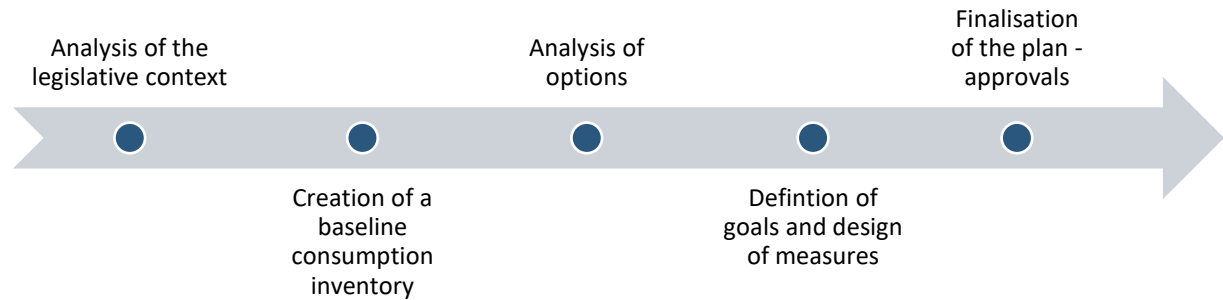 Analysis of the
legislative context
Creation of a
baseline
consumption
inventory
Analysis of
options
Defintion of
goals and design
of measures
Finalisation
of the plan -
approvals